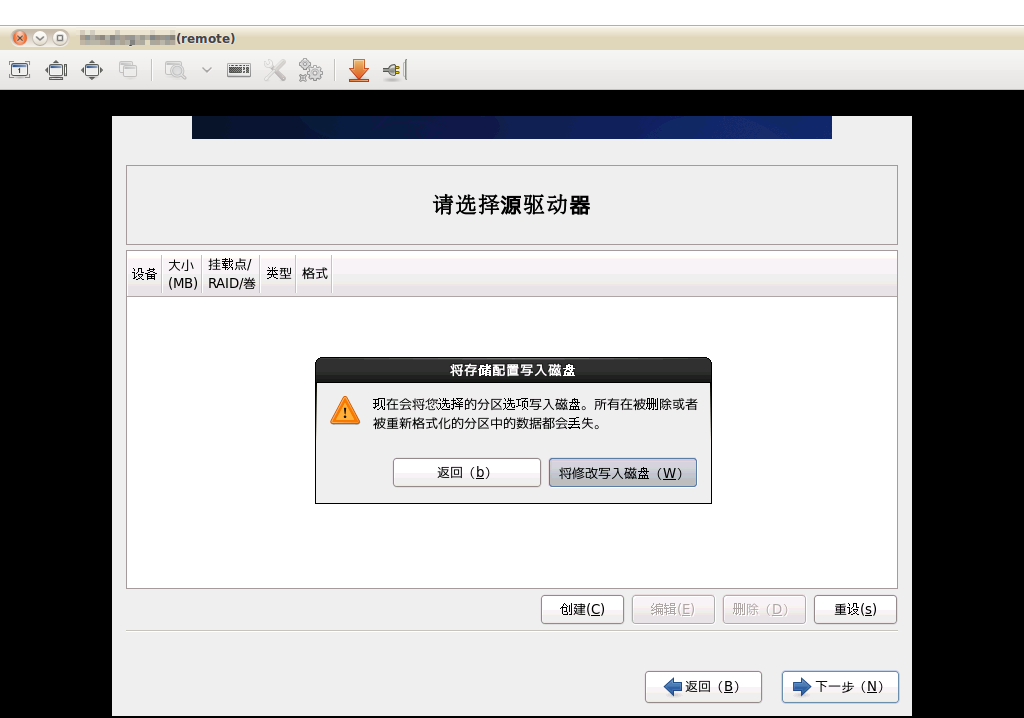 (remote)
请选择源驱动器
设备
大小
(MB)
挂载点/
RAID/卷
类型
格式
将存储配置写入磁盘
现在会将您选择的分区选项写入磁盘。所有在被删除或者
被重新格式化的分区中的数据都会丢失。
返回（b）
将修改写入磁盘（W）
创建(C)
编辑(E)
删除（D）
重设(s)
返回（B）
下一步（N）